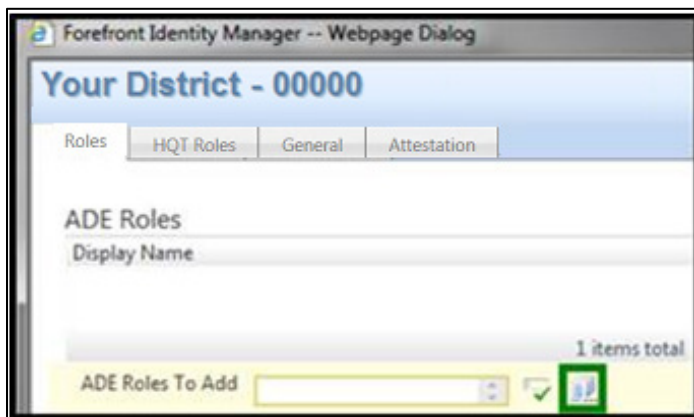 Forefront Identity Manager -- Webpage Dialog
Your District - 00000
Roles HQT Roles General Attestation
ADE Roles
Display Name
1 items total
ADE Roles To Add